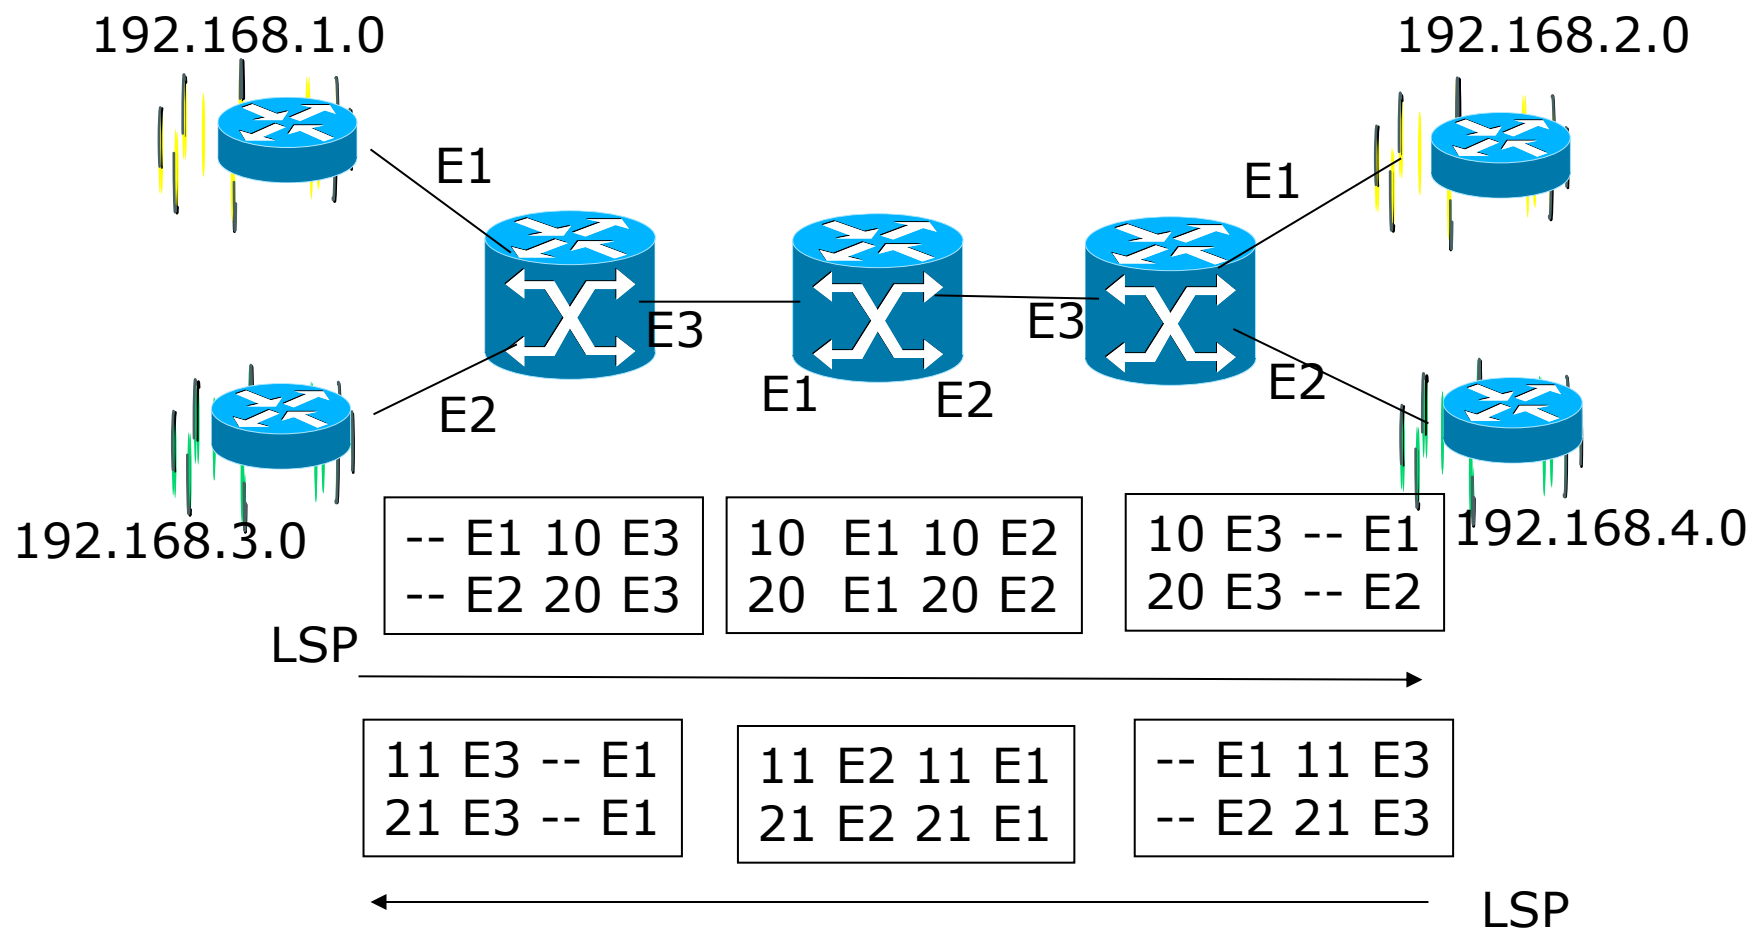 192.168.1.0
192.168.2.0
E1
E1
E3
E3
E1
E2
E2
E2
192.168.3.0
192.168.4.0
-- E1 10 E3
-- E2 20 E3
10 E1 10 E2
20 E1 20 E2
10 E3 -- E1
20 E3 -- E2
LSP
11 E3 -- E1
21 E3 -- E1
11 E2 11 E1
21 E2 21 E1
-- E1 11 E3
-- E2 21 E3
LSP